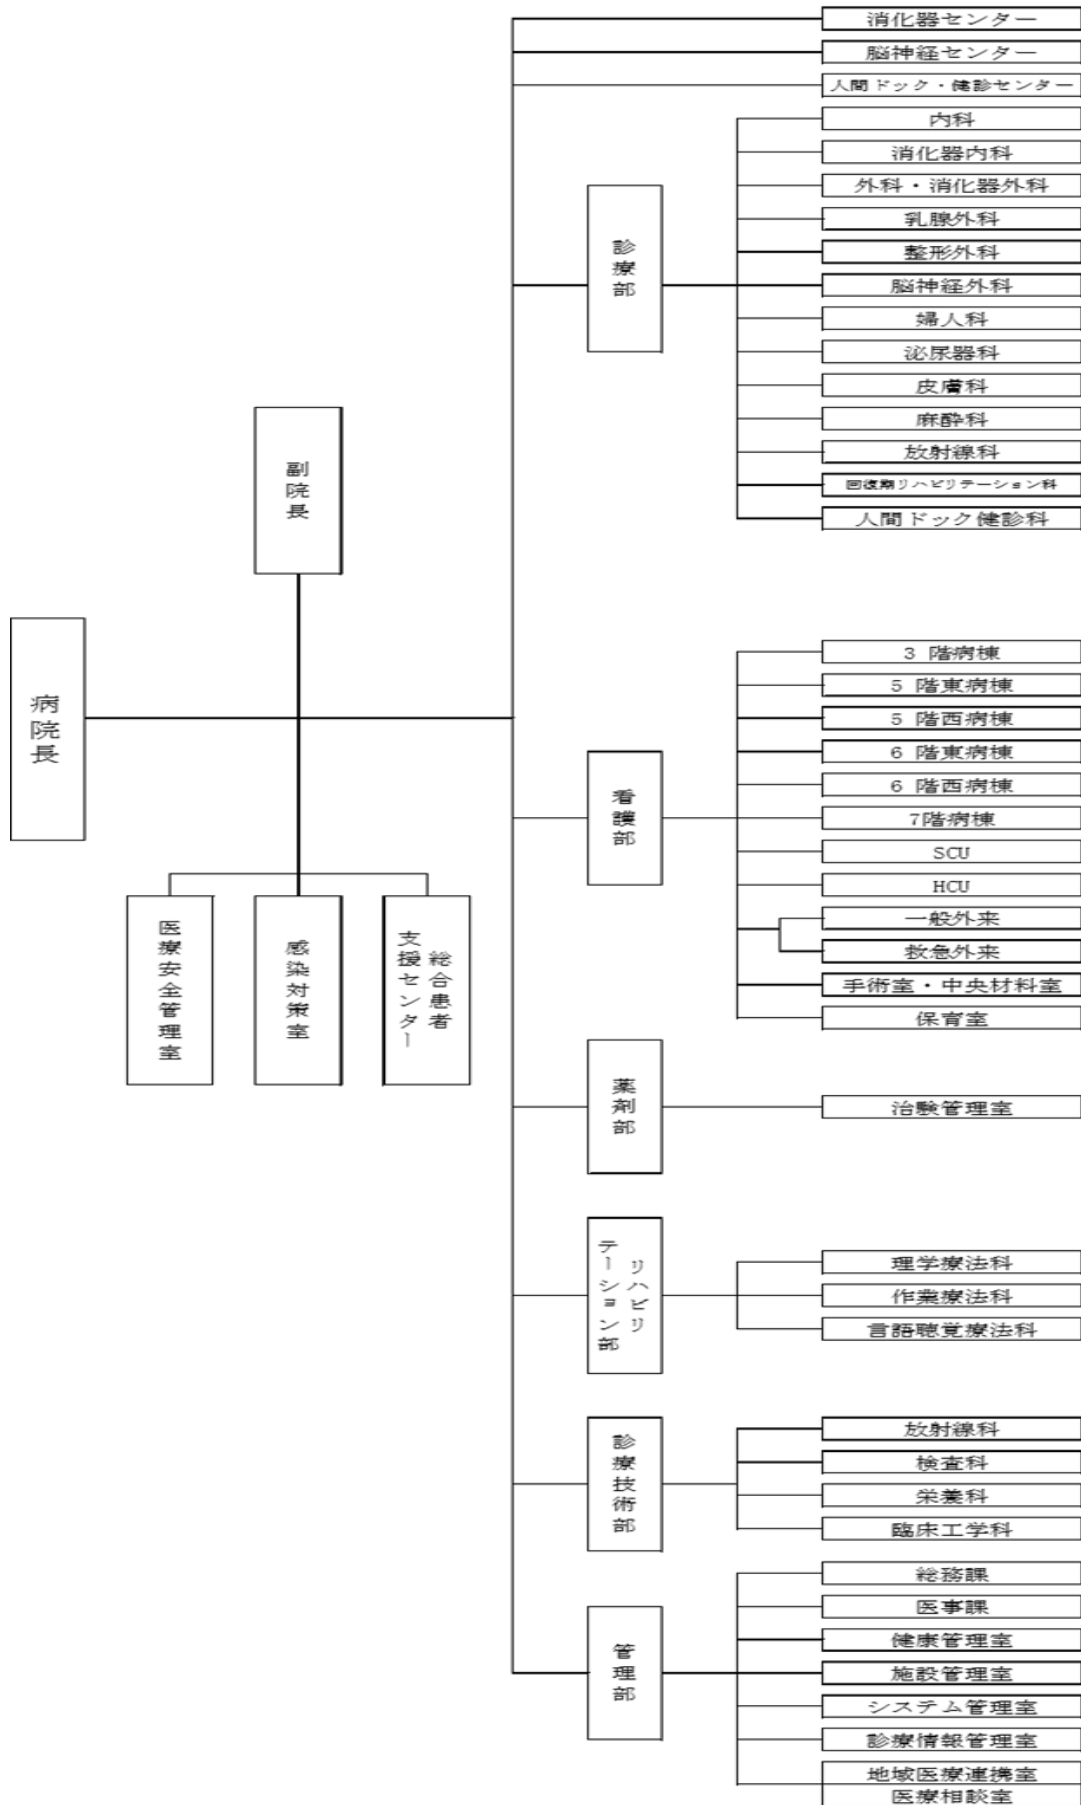 病院長
副院長
医療安全管理室
感染対策室
総合患者
支援センター
消化器センター
脳神経センター
人間ドック・健診センター
診療部
内科
消化器内科
外科・消化器外科
乳腺外科
整形外科
脳神経外科
婦人科
泌尿器科
皮膚科
麻酔科
放射線科
回復期リハビリテーション科
人間ドック健診科
看護部
3 階病棟
5 階東病棟
5 階西病棟
6 階東病棟
6 階西病棟
7階病棟
SCU
HCU
一般外来
救急外来
手術室・中央材料室
保育室
薬剤部
治験管理室
リハビリ
テーション部
理学療法科
作業療法科
言語聴覚療法科
診療技術部
放射線科
検査科
栄養科
臨床工学科
管理部
総務課
医事課
健康管理室
施設管理室
システム管理室
診療情報管理室
地域医療連携室
医療相談室